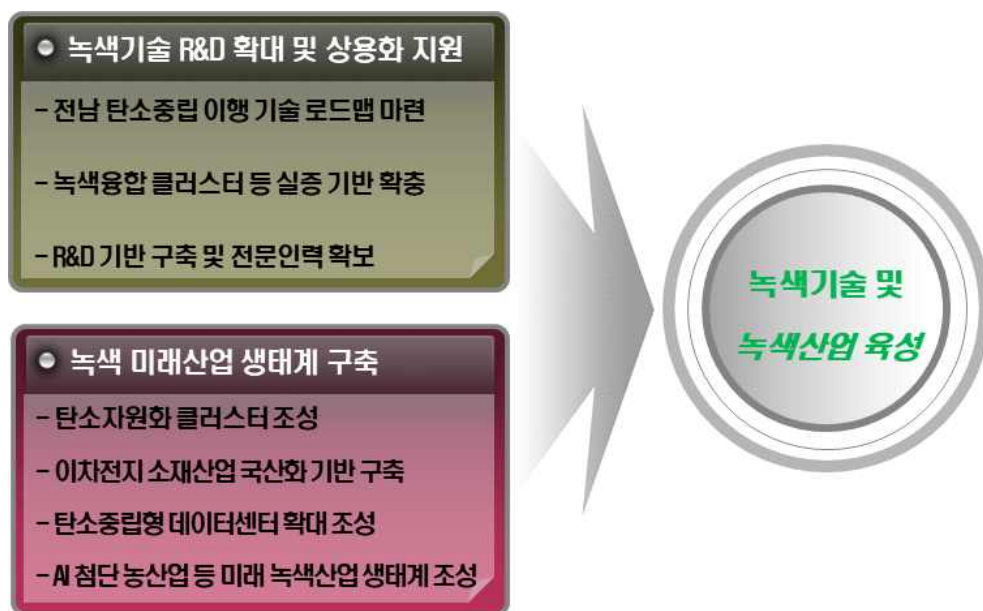 녹색기술 R&D 확대 및 상용화 지원
- 전남 탄소중립 이행 기술 로드맵 마련
- 녹색융합 클러스터 등 실증 기반 확충
- R&D 기반 구축 및 전문인력 확보
녹색 미래산업 생태계 구축
- 탄소자원화 클러스터 조성
- 이차전지 소재산업 국산화 기반 구축
- 탄소중립형 데이터센터 확대 조성
- AI 첨단 농산업 등 미래 녹색산업 생태계 조성
녹색기술 및
녹색산업 육성